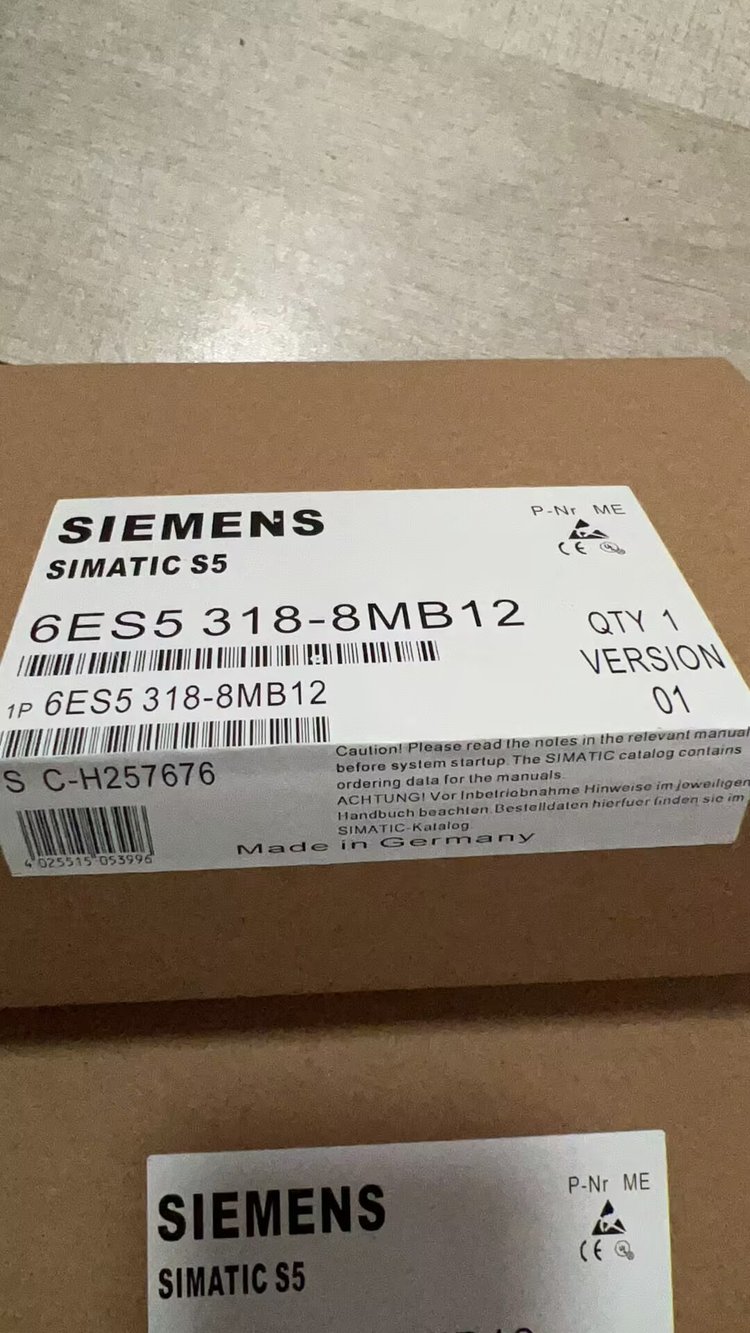 SIEMENS
P-Nr ME
SIMATIC S5
CE
6ES5 318-8MB12
QTY 1
VERSION
01
1P 6ES5 318-8MB12
S C-H257676
Caution! Please read the notes in the relevant manual
before system startup. The SIMATIC catalog contains
ordering data for the manuals.
ACHTUNG! Vor Inbetriebnahme Hinweise im joweiligen
Handbuch beachten. Bestelldaten hierfuer finden sie im
SIMATIC-Katalog.
4 025515 053996
Made in Germany
SIEMENS
P-Nr ME
SIMATIC S5
CE